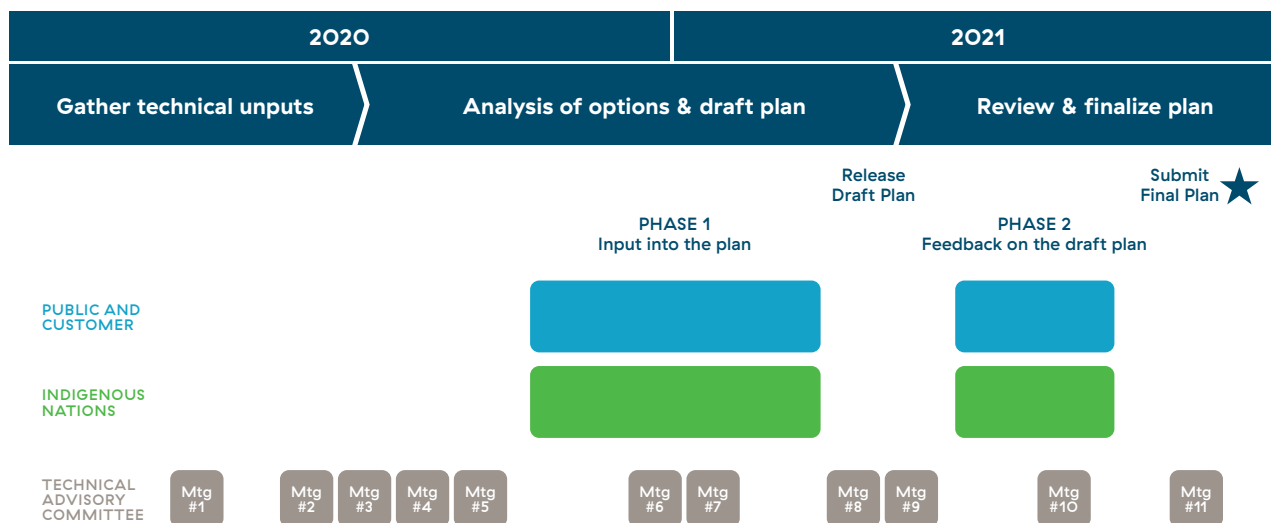 2020
2021
Gather technical unputs
Analysis of options & draft plan
Review & finalize plan
Release
Draft Plan
Submit
Final Plan
PHASE 1
Input into the plan
PHASE 2
Feedback on the draft plan
PUBLIC AND
CUSTOMER
INDIGENOUS
NATIONS
TECHNICAL
ADVISORY
COMMITTEE
Mtg
#1
Mtg
#2
Mtg
#3
Mtg
#4
Mtg
#5
Mtg
#6
Mtg
#7
Mtg
#8
Mtg
#9
Mtg
#10
Mtg
#11